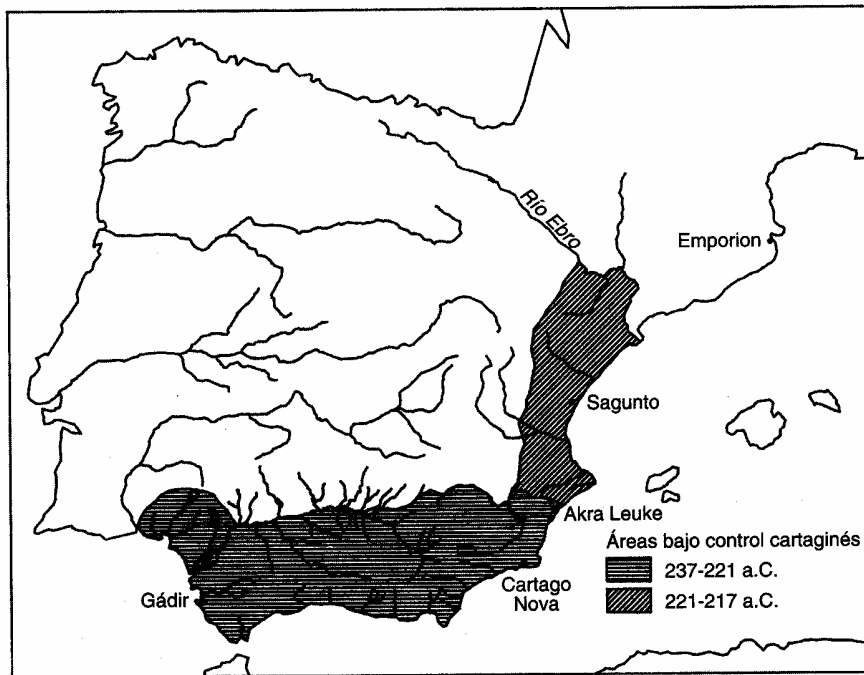 Río Ebro
Emporion
Sagunto
Akra Leuke
Áreas bajo control cartaginés
237-221 a.C.
221-217 a.C.
Cartago
Nova
Gádir